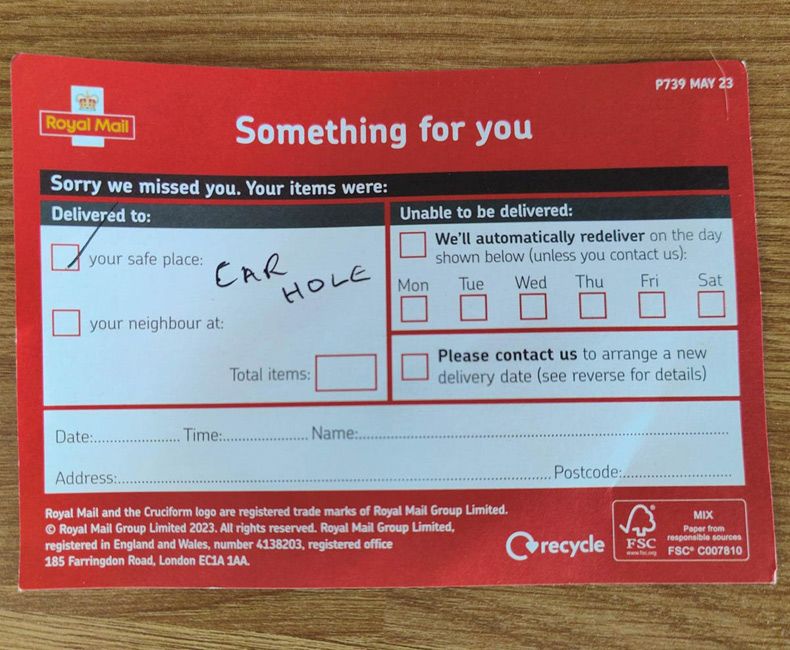 P739 MAY 23
Royal Mail
Something for you
Sorry we missed you. Your items were:
Delivered to:
your safe place: CAR HOLE
your neighbour at:
Total items:
Unable to be delivered:
We'll automatically redeliver on the day
shown below (unless you contact us):
Mon Tue Wed Thu Fri Sat
Please contact us to arrange a new
delivery date (see reverse for details)
Date:.................... Time:.................... Name:....................
Address:.................... Postcode:....................
Royal Mail and the Cruciform logo are registered trade marks of Royal Mail Group Limited.
© Royal Mail Group Limited 2023. All rights reserved. Royal Mail Group Limited,
registered in England and Wales, number 4138203, registered office
185 Farringdon Road, London EC1A 1AA.
recycle
FSC
www.fsc.org
MIX
Paper from
responsible sources
FSC® C007810